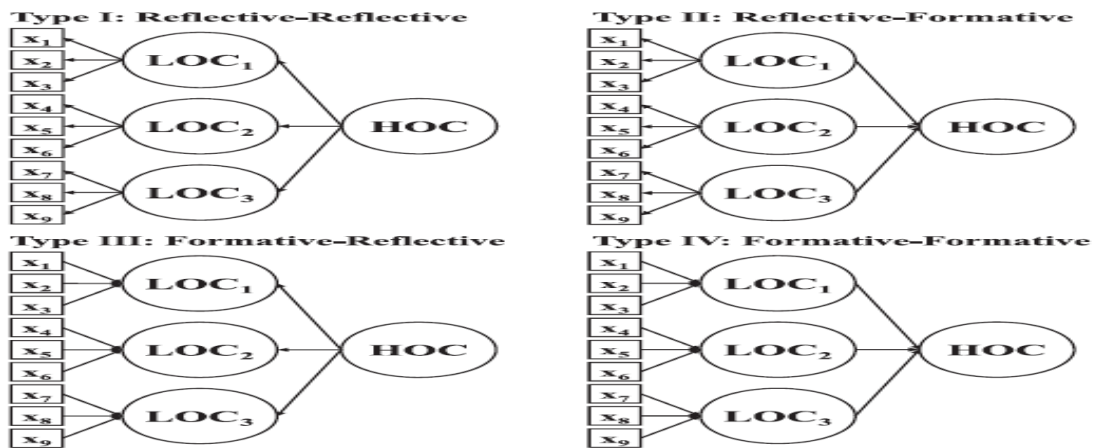 Type I: Reflective-Reflective
x₁
x₂
x₃
x₄
x₅
x₆
x₇
x₈
x₉
LOC₁
LOC₂
LOC₃
HOC
Type II: Reflective-Formative
x₁
x₂
x₃
x₄
x₅
x₆
x₇
x₈
x₉
LOC₁
LOC₂
LOC₃
HOC
Type III: Formative-Reflective
x₁
x₂
x₃
x₄
x₅
x₆
x₇
x₈
x₉
LOC₁
LOC₂
LOC₃
HOC
Type IV: Formative-Formative
x₁
x₂
x₃
x₄
x₅
x₆
x₇
x₈
x₉
LOC₁
LOC₂
LOC₃
HOC